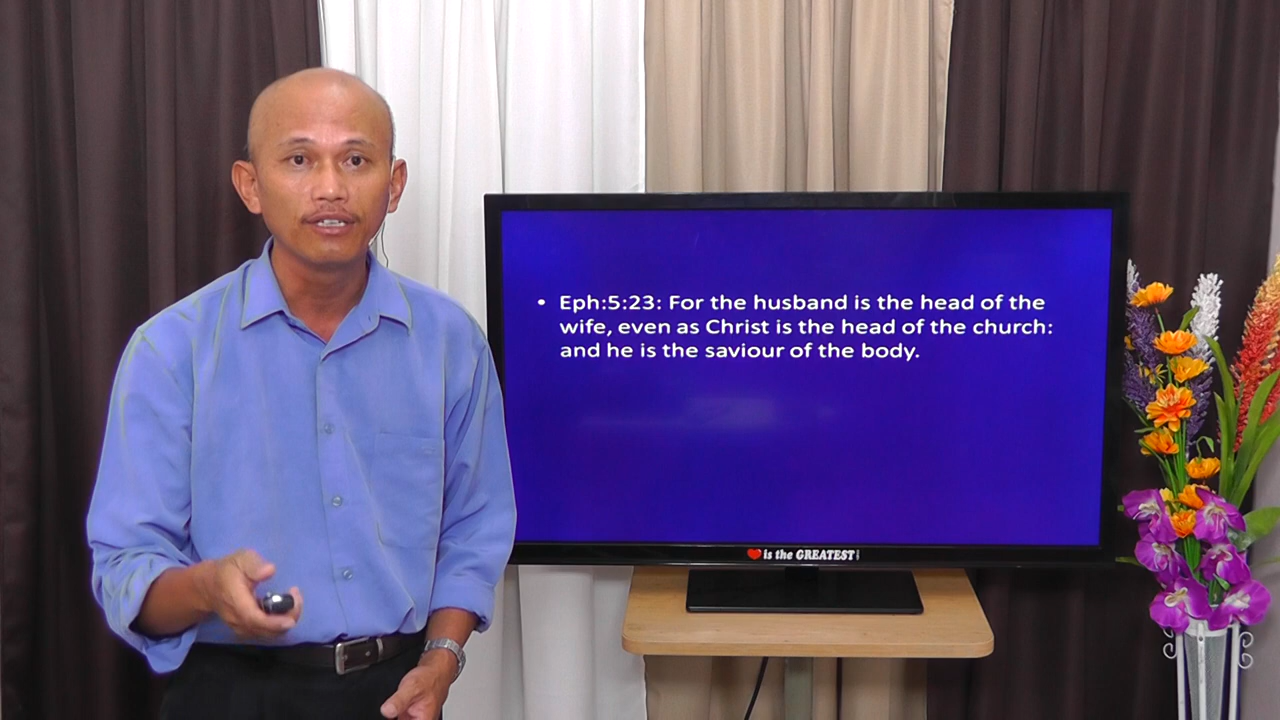 • Eph:5:23: For the husband is the head of the
wife, even as Christ is the head of the church:
and he is the saviour of the body.
❤ is the GREATEST!